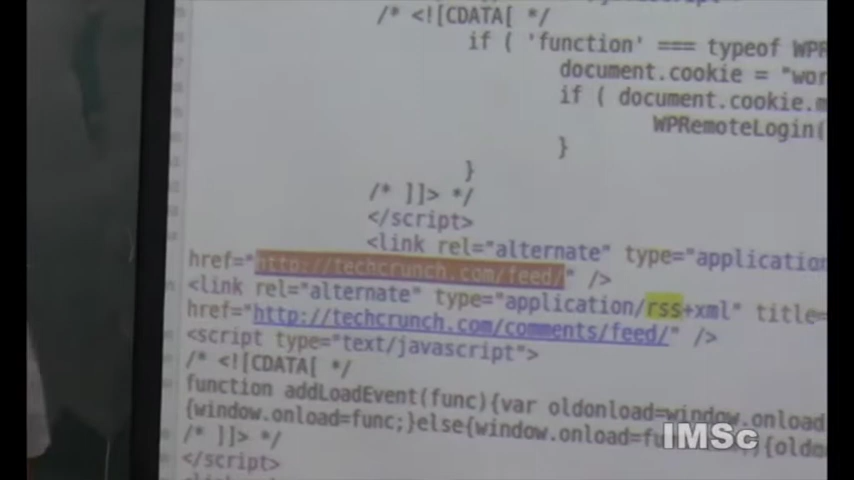 /* <![CDATA[ */
if ( 'function' === typeof WPR
document.cookie = "wor
if ( document.cookie.m
WPRemoteLogin(
}
}
/* ]]> */
</script>
<link rel="alternate" type="application
href="http://techcrunch.com/feed/" />
<link rel="alternate" type="application/rss+xml" title=
href="http://techcrunch.com/comments/feed/" />
<script type="text/javascript">
/* <![CDATA[ */
function addLoadEvent(func){var oldonload=window.onload
{window.onload=func;}else{window.onload=fu {oldo
/* ]]> */
</script>
IMSc